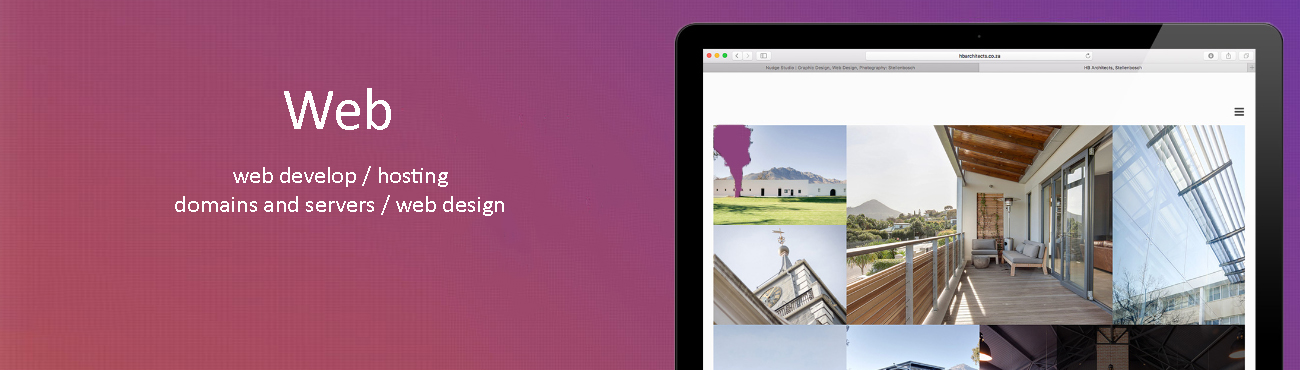 Web
web develop / hosting
domains and servers / web design
hbarchitects.co.za
Nudge Studio : Graphic Design, Web Design, Photography: Stellenbosch
HB Architects, Stellenbosch